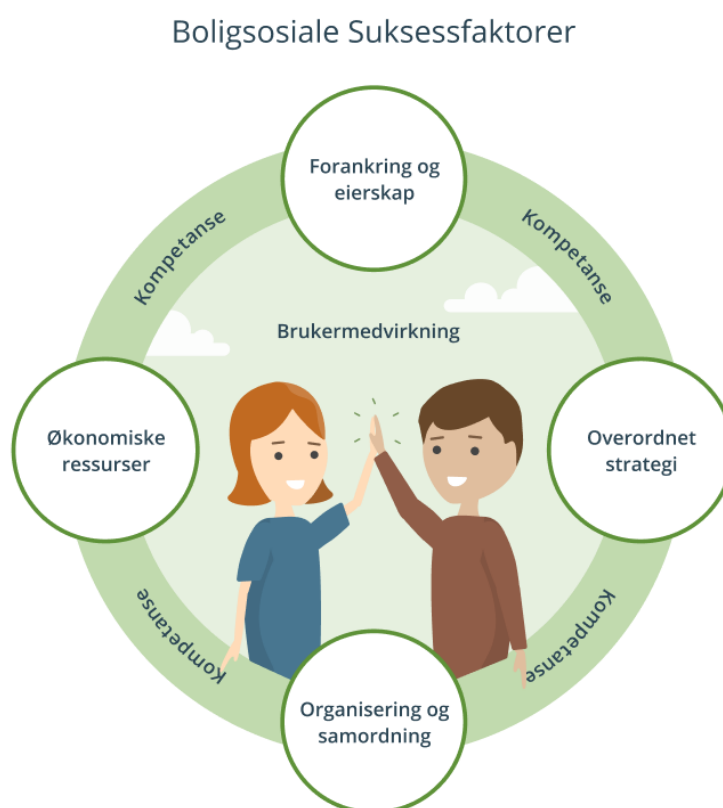 Boligsosiale Suksessfaktorer
Forankring og
eierskap
Kompetanse
Kompetanse
Brukermedvirkning
Økonomiske
ressurser
Overordnet
strategi
Kompetanse
Kompetanse
Organisering og
samordning